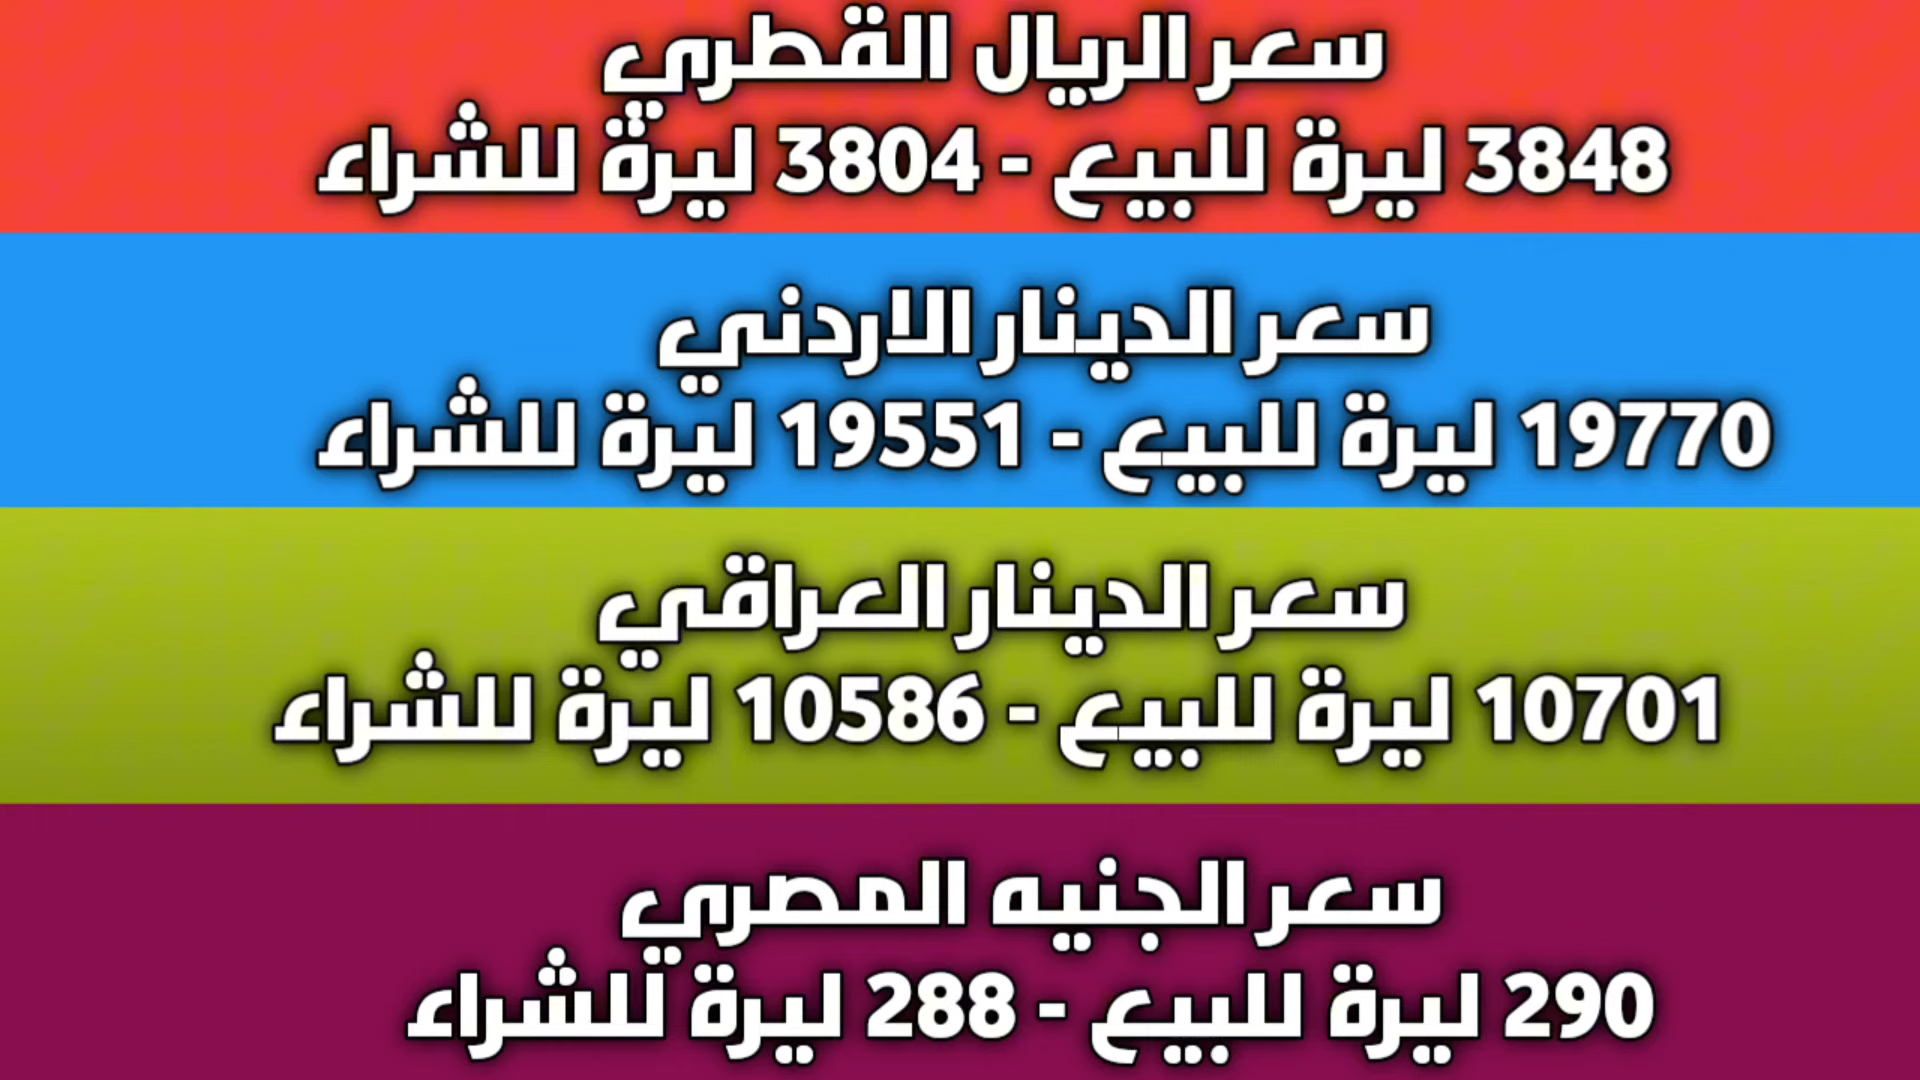 سعر الريال القطري
3848 ليرة للبيع - 3804 ليرة للشراء
سعر الدينار الاردني
19770 ليرة للبيع - 19551 ليرة للشراء
سعر الدينار العراقي
10701 ليرة للبيع - 10586 ليرة للشراء
سعر الجنيه المصري
290 ليرة للبيع - 288 ليرة للشراء